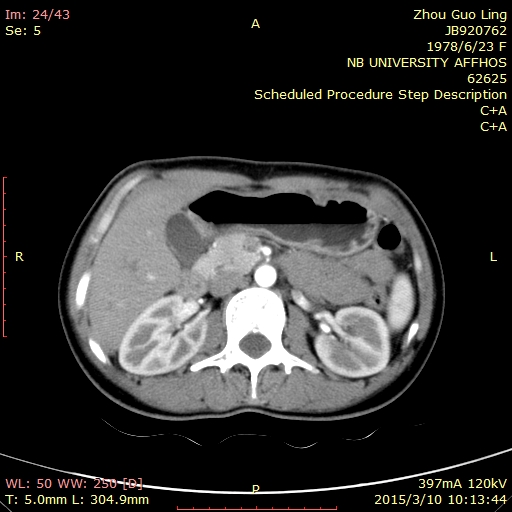 Im: 24/43
Se: 5
A
Zhou Guo Ling
JB920762
1978/6/23 F
NB UNIVERSITY AFFHOS
62625
Scheduled Procedure Step Description
C+A
C+A
R
L
WL: 50 WW: 250 [D]
T: 5.0mm L: 304.9mm
P
397mA 120kV
2015/3/10 10:13:44